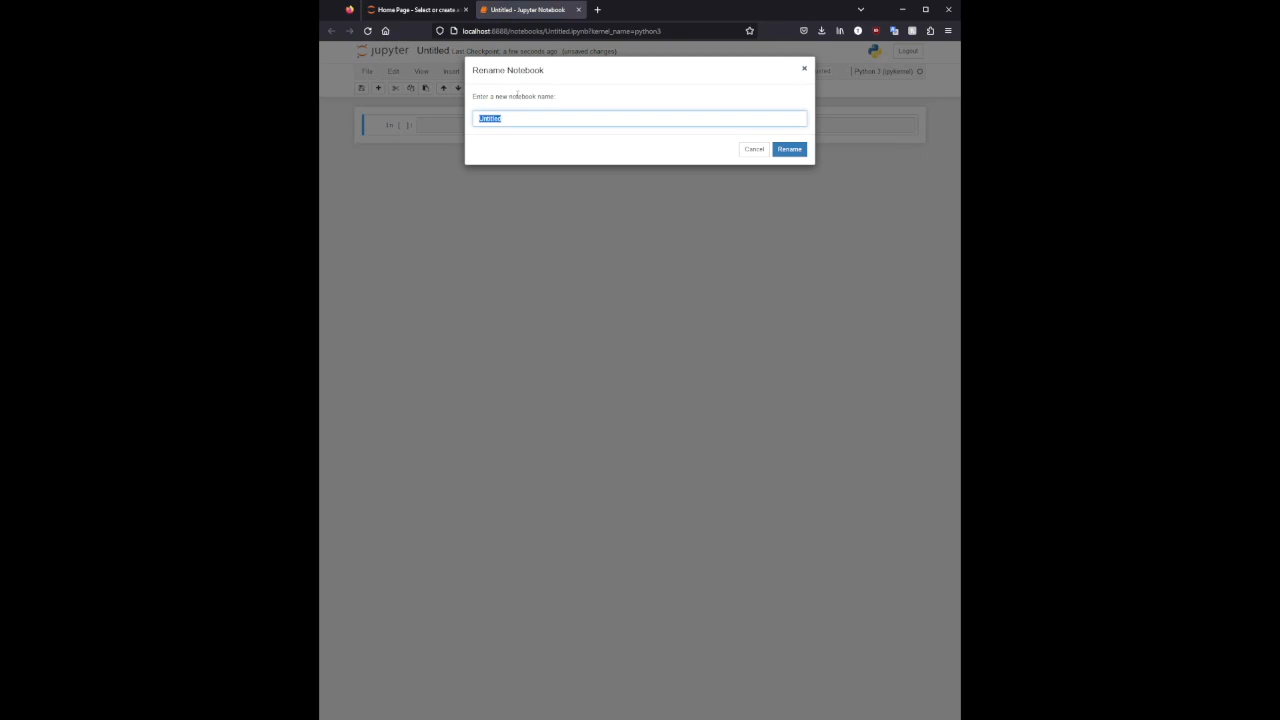 Home Page - Select or create a
Untitled - Jupyter Notebook
localhost:8888/notebooks/Untitled.ipynb?kernel_name=python3
jupyter Untitled Last Checkpoint: a few seconds ago (unsaved changes)
Logout
File Edit View Insert
Python 3 (ipykernel)
Rename Notebook
Enter a new notebook name:
Untitled
Cancel Rename
In [ ]: